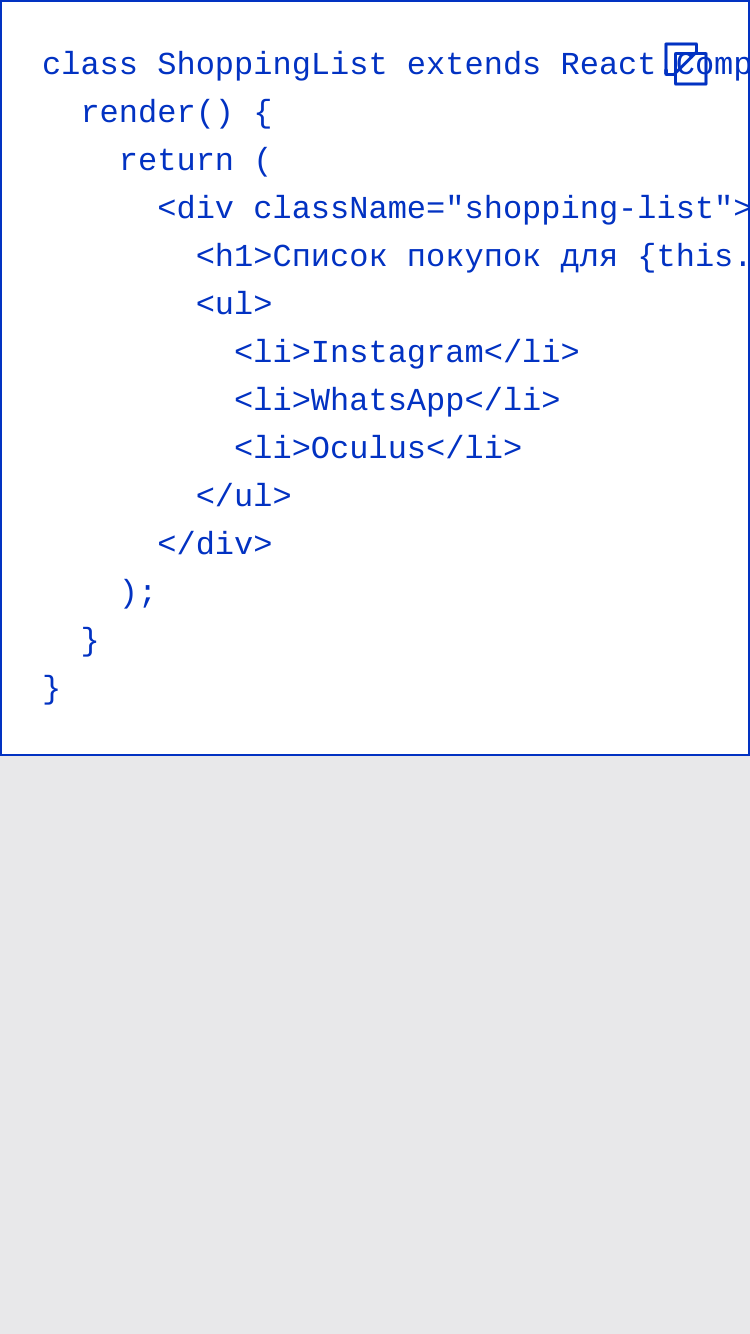 class ShoppingList extends React.Comp
  render() {
    return (
      <div className="shopping-list">
        <h1>Список покупок для {this.
        <ul>
          <li>Instagram</li>
          <li>WhatsApp</li>
          <li>Oculus</li>
        </ul>
      </div>
    );
  }
}